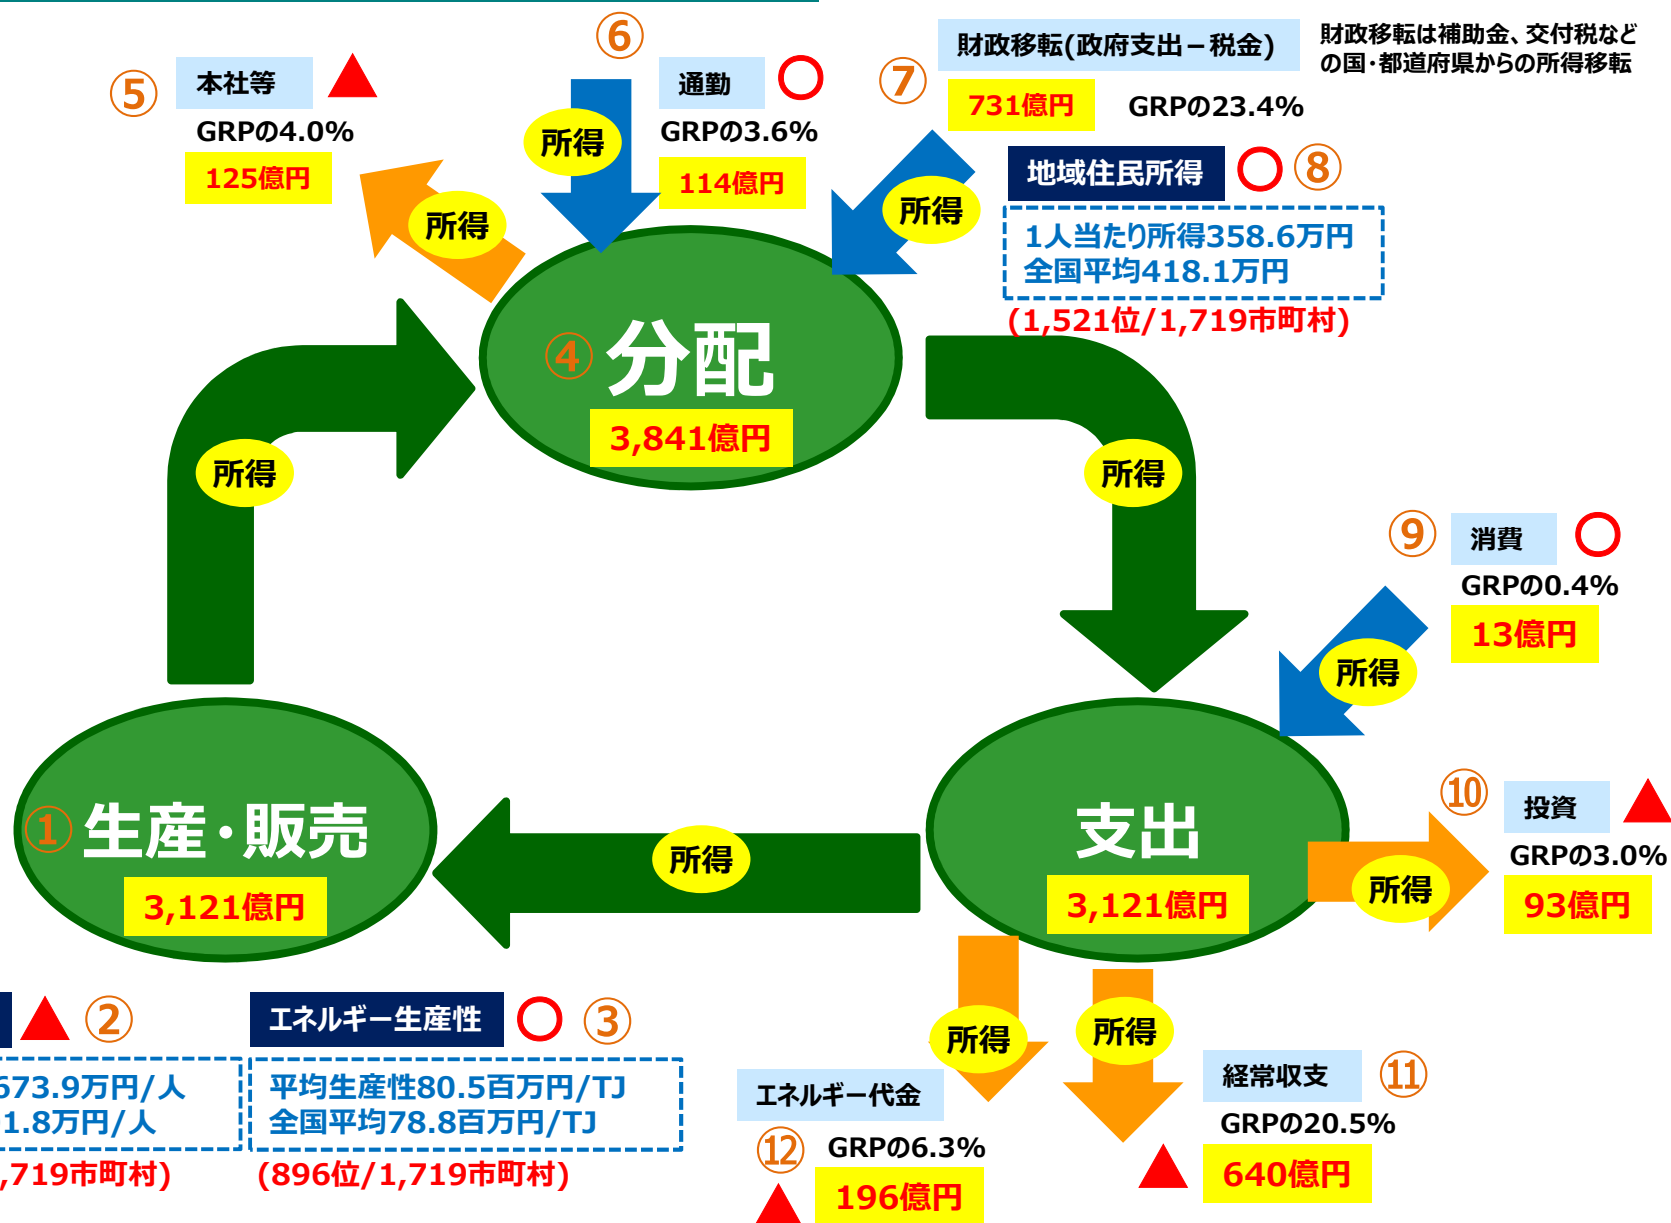 ⑤
本社等
GRPの4.0%
125億円
所得
⑥
所得
通勤
GRPの3.6%
114億円
⑦
財政移転(政府支出－税金)
731億円 GRPの23.4%
財政移転は補助金、交付税など
の国・都道府県からの所得移転
所得
地域住民所得
⑧
1人当たり所得358.6万円
全国平均418.1万円
(1,521位/1,719市町村)
④ 分配
3,841億円
所得
所得
⑨
消費
GRPの0.4%
13億円
所得
① 生産・販売
3,121億円
所得
支出
3,121億円
⑩
投資
GRPの3.0%
93億円
所得
②
673.9万円/人
1.8万円/人
,719市町村)
エネルギー生産性
③
平均生産性80.5百万円/TJ
全国平均78.8百万円/TJ
(896位/1,719市町村)
所得
エネルギー代金
⑫
GRPの6.3%
196億円
所得
経常収支
⑪
GRPの20.5%
640億円